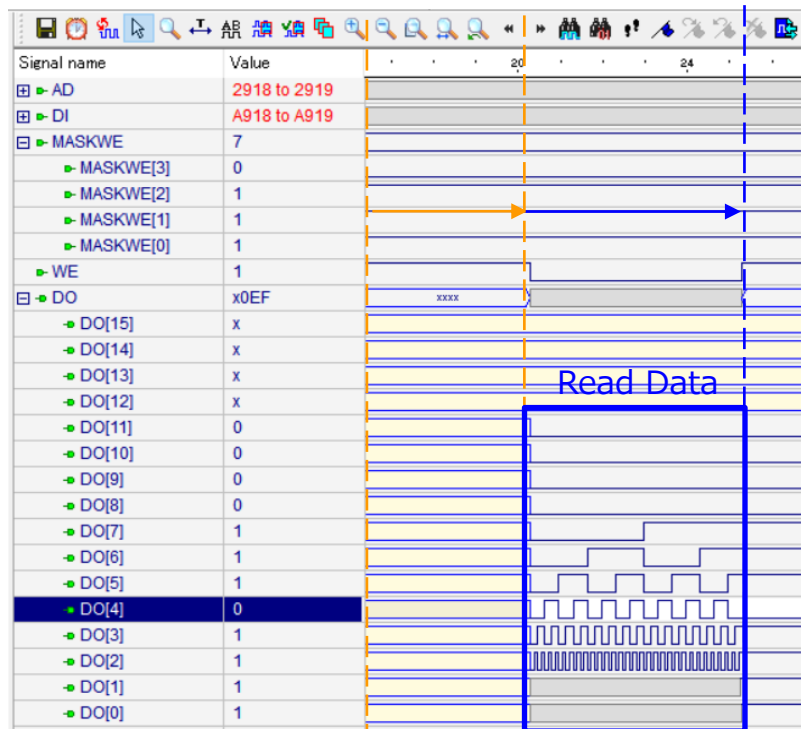 Signal name Value 20 24
AD 2918 to 2919
DI A918 to A919
MASKWE 7
MASKWE[3] 0
MASKWE[2] 1
MASKWE[1] 1
MASKWE[0] 1
WE 1
DO x0EF xxxx
DO[15] x
DO[14] x
DO[13] x
DO[12] x
Read Data
DO[11] 0
DO[10] 0
DO[9] 0
DO[8] 0
DO[7] 1
DO[6] 1
DO[5] 1
DO[4] 0
DO[3] 1
DO[2] 1
DO[1] 1
DO[0] 1